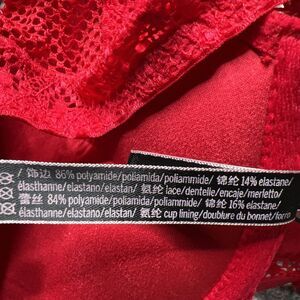 饰边 86% polyamide/poliamida/poliammide/ 锦纶 14% elastane/
élasthanne/elastano/elastan/ 氨纶 lace/dentelle/encaje/merletto/
蕾丝 84% polyamide/poliamida/poliammide/ 锦纶 16% elastane/
élasthanne/elastano/elastan/ 氨纶 cup lining/doublure du bonnet/forro